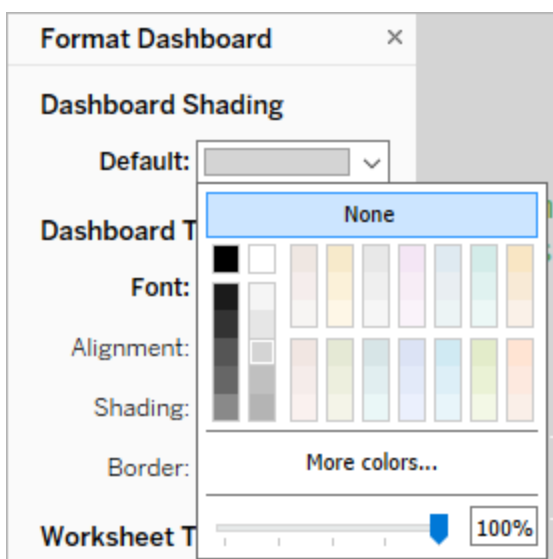 Format Dashboard ×
Dashboard Shading
Default:
None
Dashboard T
Font:
Alignment:
Shading:
Border:
More colors...
100%
Worksheet T